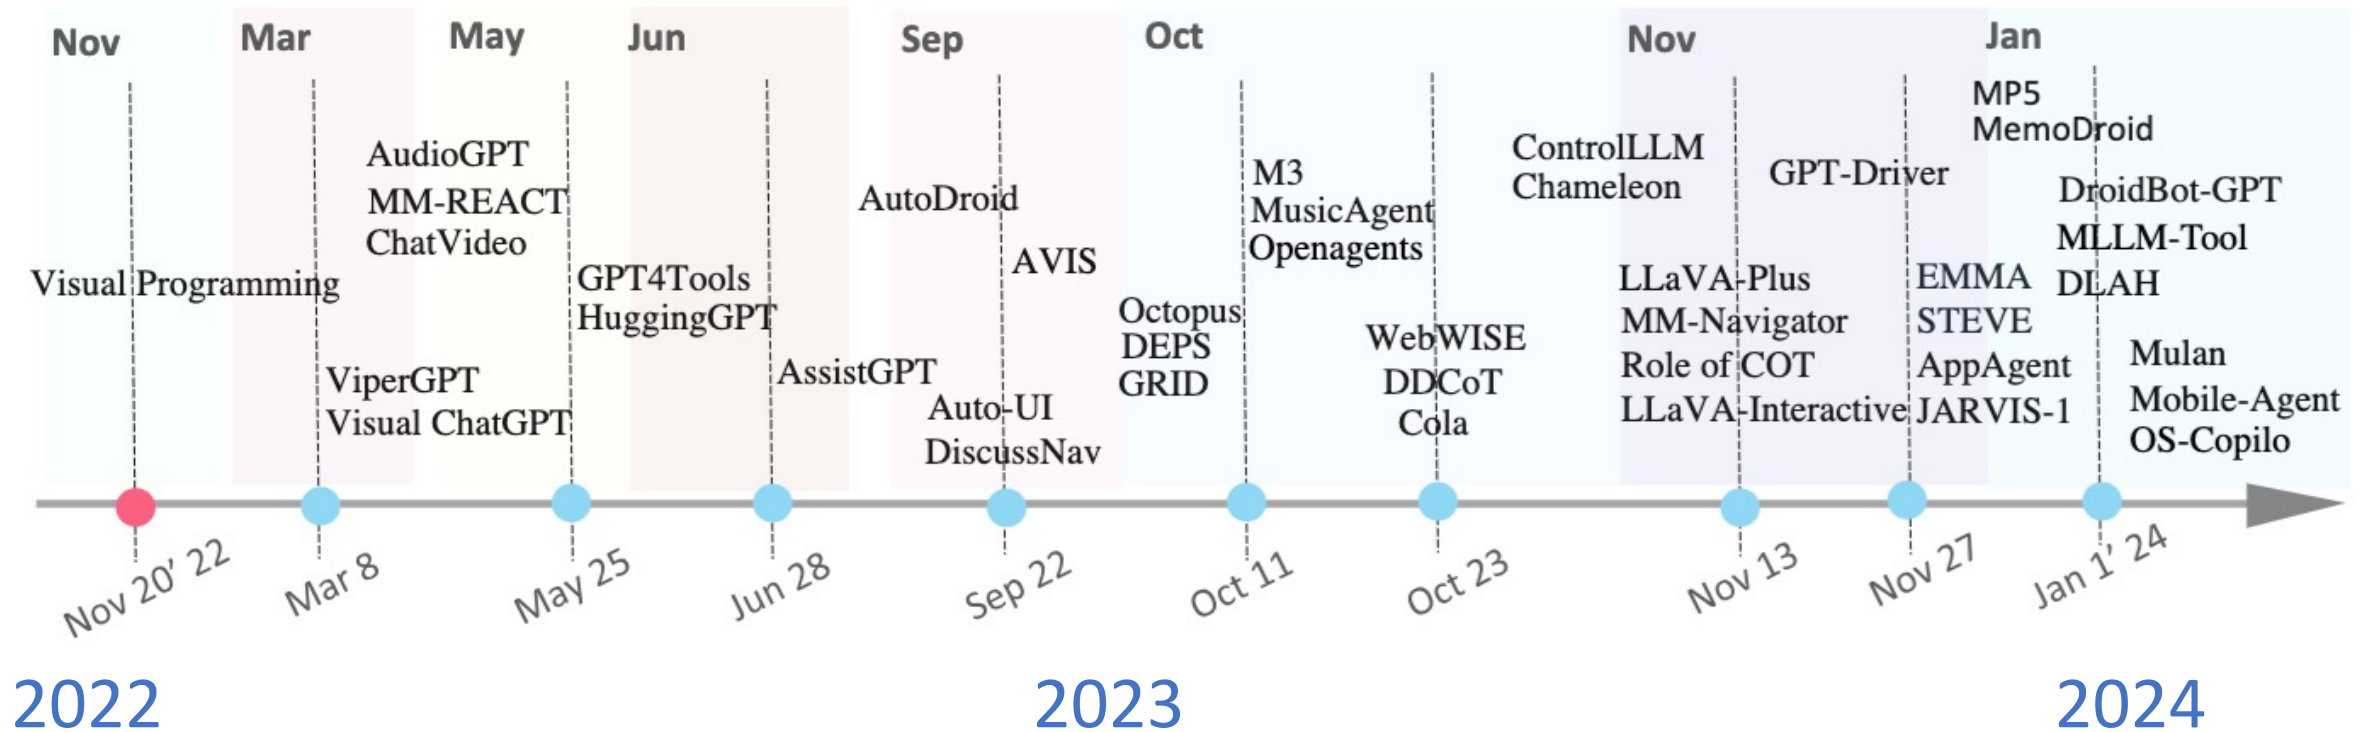 Nov
Mar
May
Jun
Sep
Oct
Nov
Jan
Visual Programming
AudioGPT
MM-REACT
ChatVideo
ViperGPT
Visual ChatGPT
GPT4Tools
HuggingGPT
AssistGPT
AutoDroid
AVIS
Auto-UI
DiscussNav
Octopus
DEPS
GRID
M3
MusicAgent
Openagents
WebWISE
DDCoT
Cola
ControlLLM
Chameleon
LLaVA-Plus
MM-Navigator
Role of COT
LLaVA-Interactive
GPT-Driver
EMMA
STEVE
AppAgent
JARVIS-1
MP5
MemoDroid
DroidBot-GPT
MLLM-Tool
DLAH
Mulan
Mobile-Agent
OS-Copilo
Nov 20’ 22
Mar 8
May 25
Jun 28
Sep 22
Oct 11
Oct 23
Nov 13
Nov 27
Jan 1’ 24
2022
2023
2024